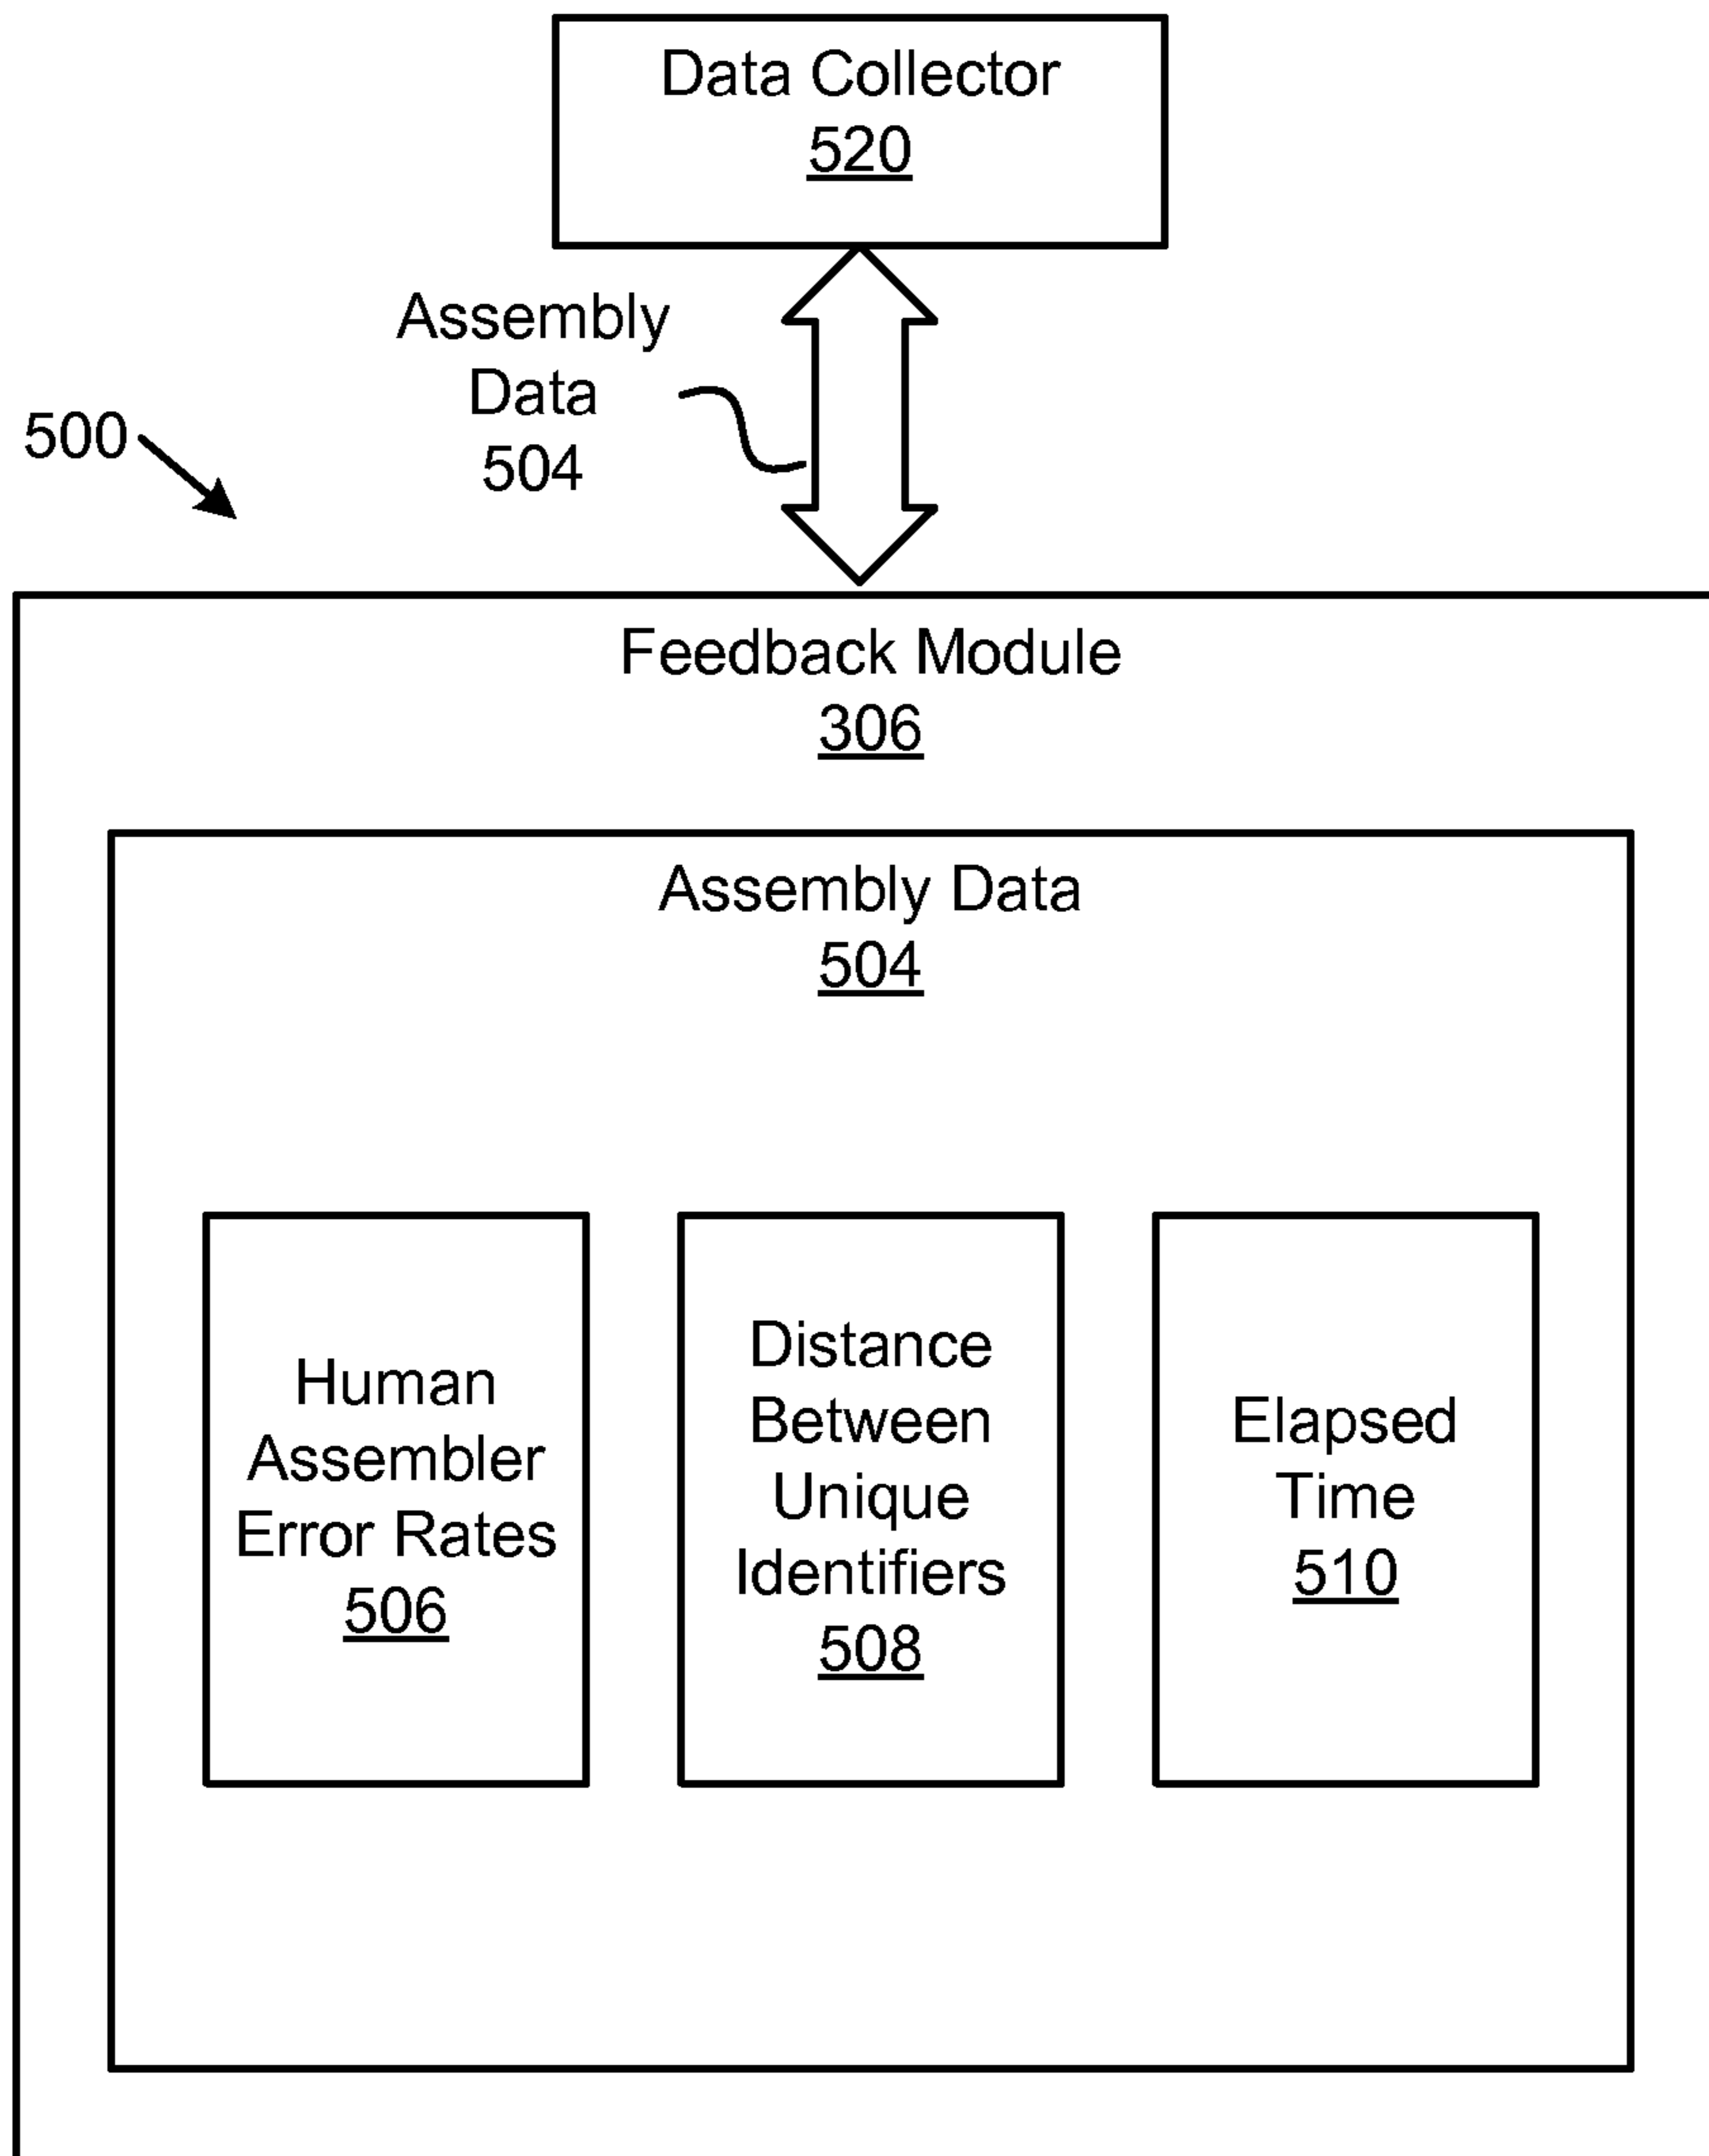 Data Collector
520
Assembly
Data
504
500
Feedback Module
306
Assembly Data
504
Human
Assembler
Error Rates
506
Distance
Between
Unique
Identifiers
508
Elapsed
Time
510